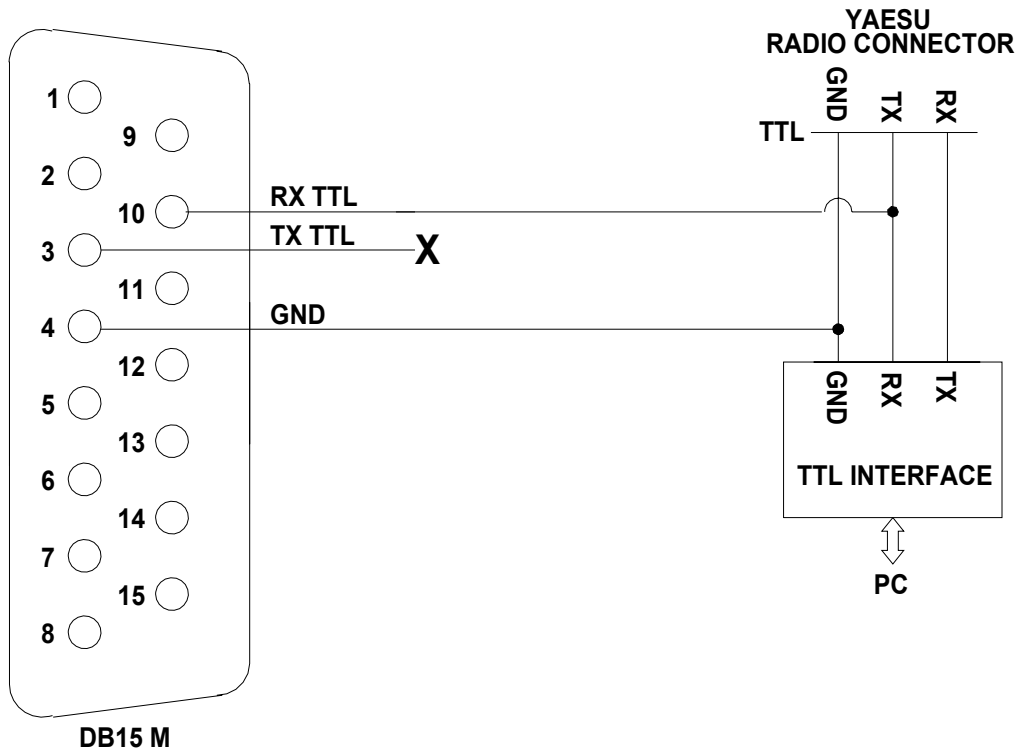 YAESU
RADIO CONNECTOR
GND
TX
RX
TTL
1
9
2
10
RX TTL
3
TX TTL
X
11
4
GND
12
5
13
6
14
7
15
8
GND
RX
TX
TTL INTERFACE
PC
DB15 M